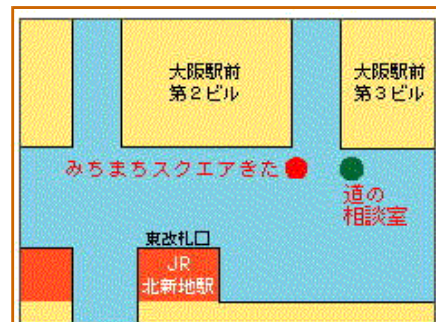 大阪駅前
第2ビル
大阪駅前
第3ビル
みちまちスクエアきた
道の
相談室
東改札口
JR
北新地駅